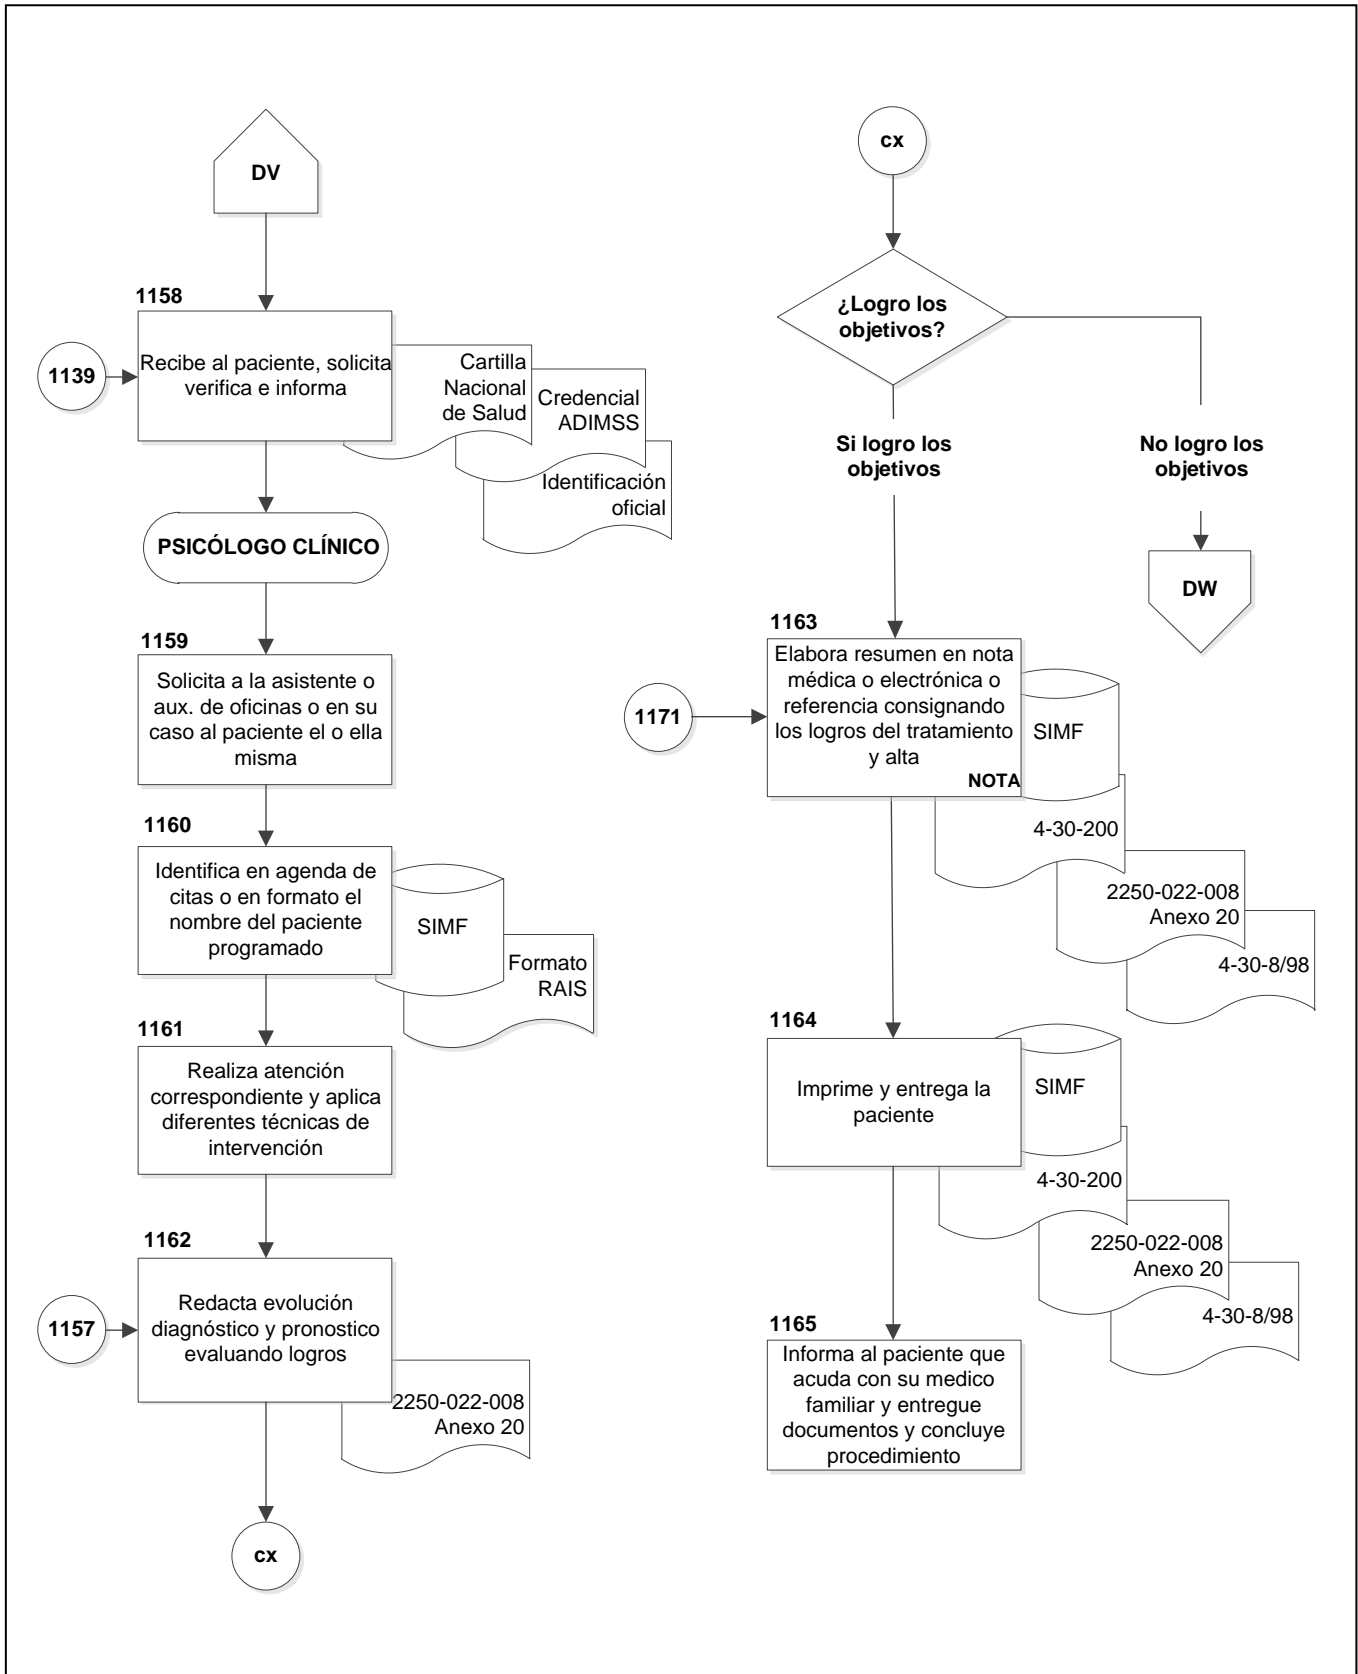 DV
1158
1139
Recibe al paciente, solicita
verifica e informa
Cartilla
Nacional
de Salud
Credencial
ADIMSS
Identificación
oficial
PSICÓLOGO CLÍNICO
1159
Solicita a la asistente o
aux. de oficinas o en su
caso al paciente el o ella
misma
1160
Identifica en agenda de
citas o en formato el
nombre del paciente
programado
SIMF
Formato
RAIS
1161
Realiza atención
correspondiente y aplica
diferentes técnicas de
intervención
1162
1157
Redacta evolución
diagnóstico y pronostico
evaluando logros
2250-022-008
Anexo 20
cx
cx
¿Logro los
objetivos?
Si logro los
objetivos
No logro los
objetivos
DW
1163
1171
Elabora resumen en nota
médica o electrónica o
referencia consignando
los logros del tratamiento
y alta
NOTA
SIMF
4-30-200
2250-022-008
Anexo 20
4-30-8/98
1164
Imprime y entrega la
paciente
SIMF
4-30-200
2250-022-008
Anexo 20
4-30-8/98
1165
Informa al paciente que
acuda con su medico
familiar y entregue
documentos y concluye
procedimiento